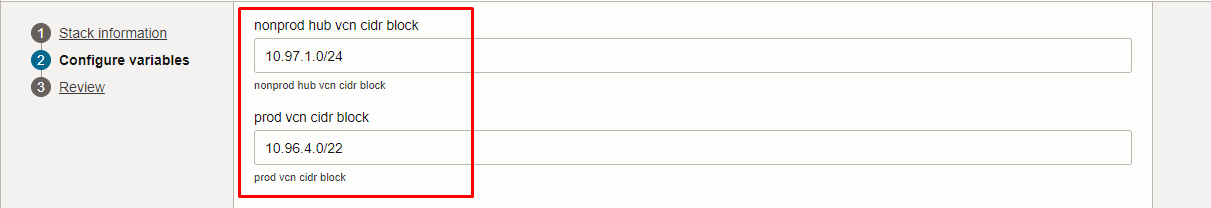 1 Stack information
2 Configure variables
3 Review
nonprod hub vcn cidr block
10.97.1.0/24
nonprod hub vcn cidr block
prod vcn cidr block
10.96.4.0/22
prod vcn cidr block